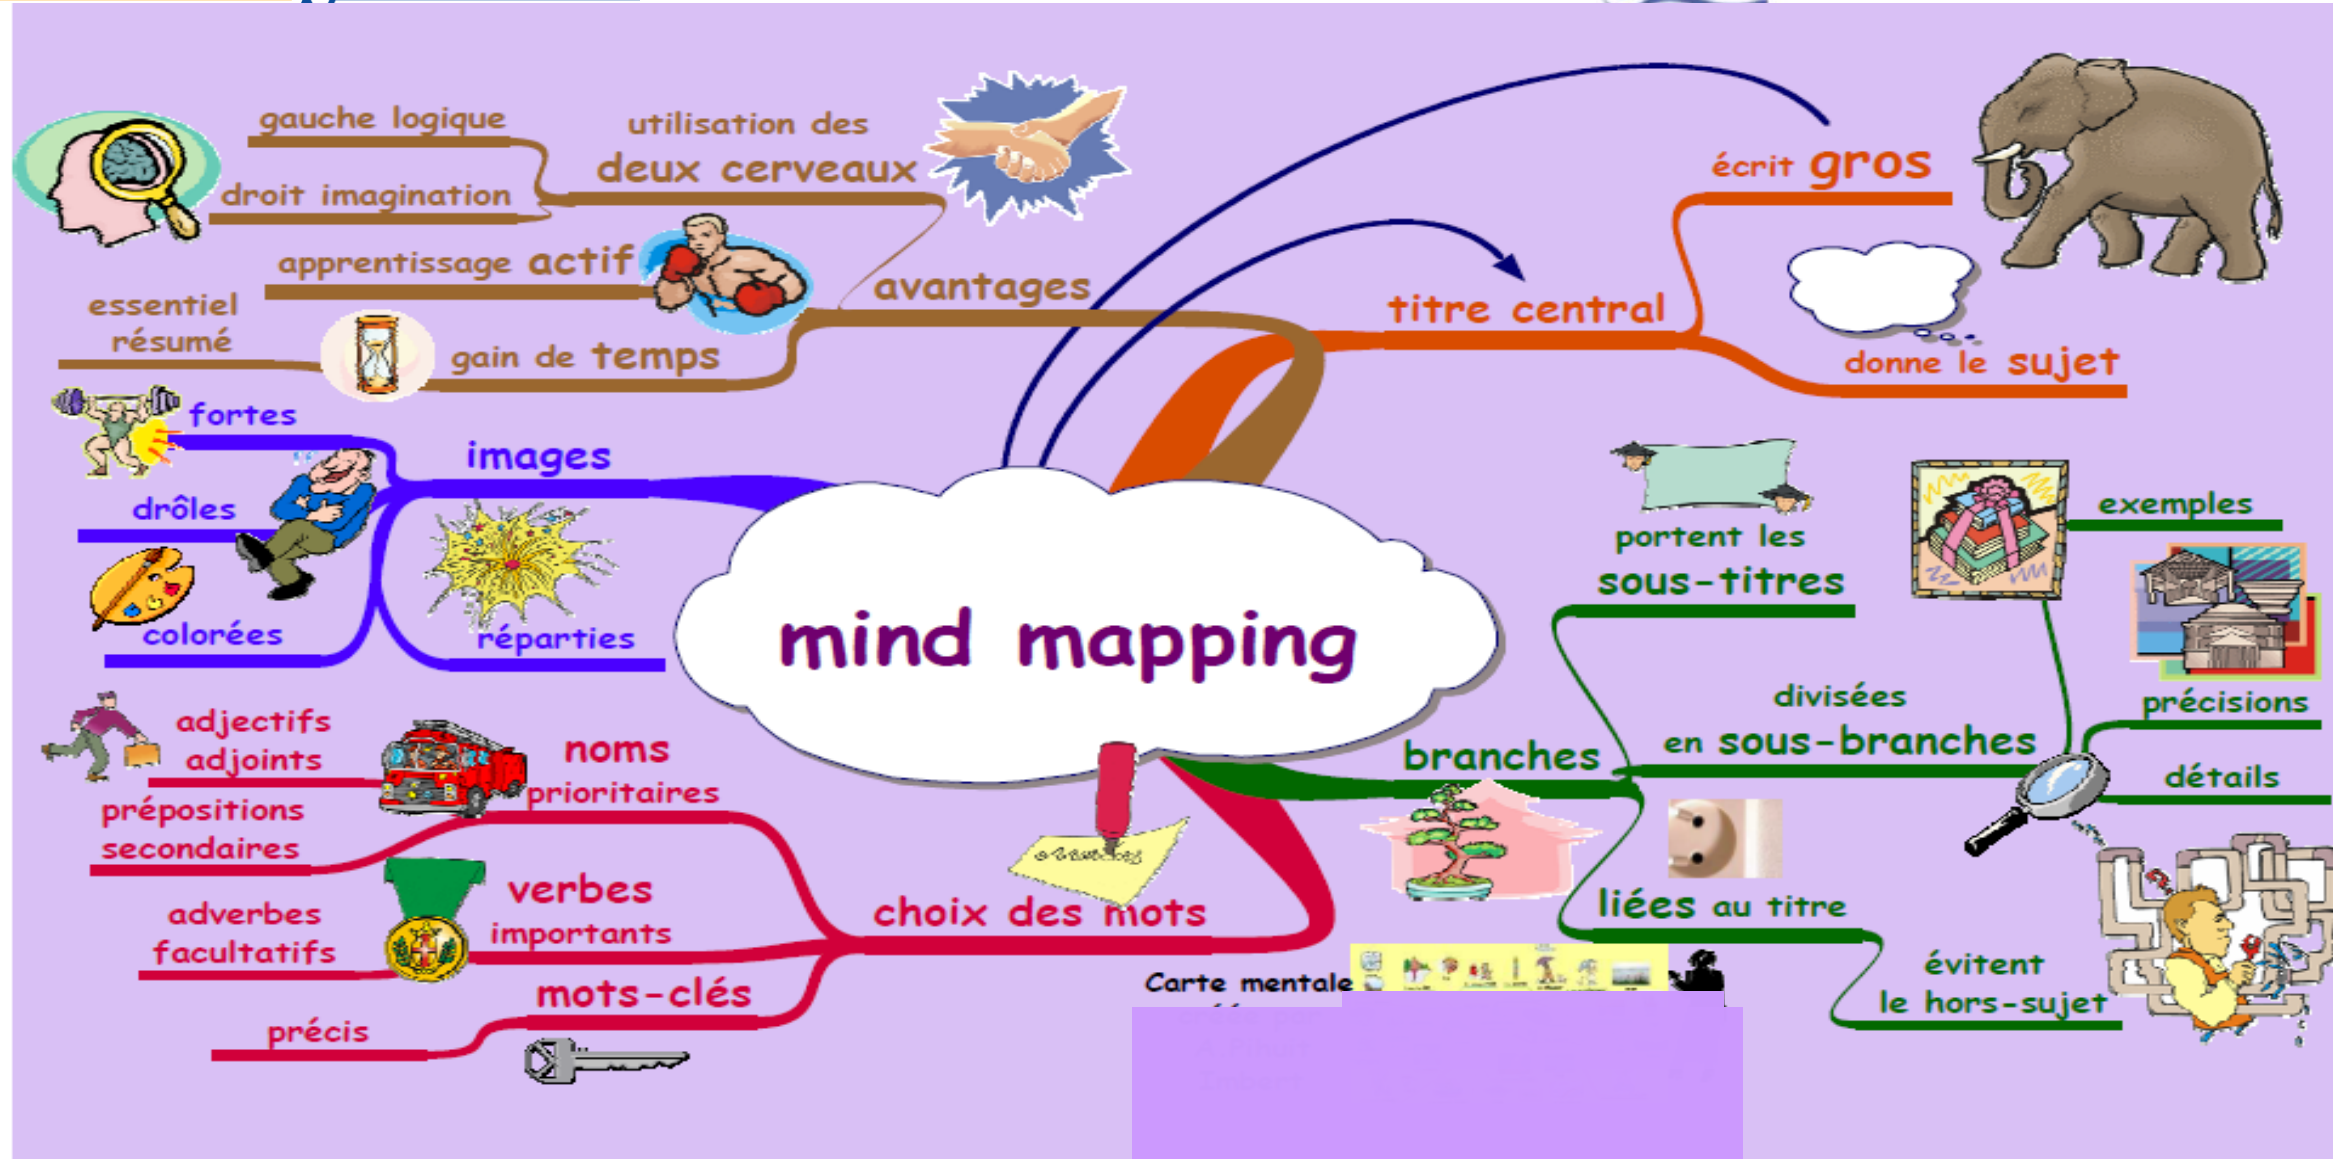 gauche logique
droit imagination
utilisation des
deux cerveaux
apprentissage actif
essentiel
résumé
gain de temps
avantages
écrit gros
titre central
donne le sujet
fortes
drôles
colorées
réparties
images
mind mapping
portent les
sous-titres
exemples
divisées
en sous-branches
précisions
détails
branches
liées au titre
évitent
le hors-sujet
adjectifs
adjoints
prépositions
secondaires
noms
prioritaires
adverbes
facultatifs
verbes
importants
mots-clés
précis
choix des mots
Carte mentale